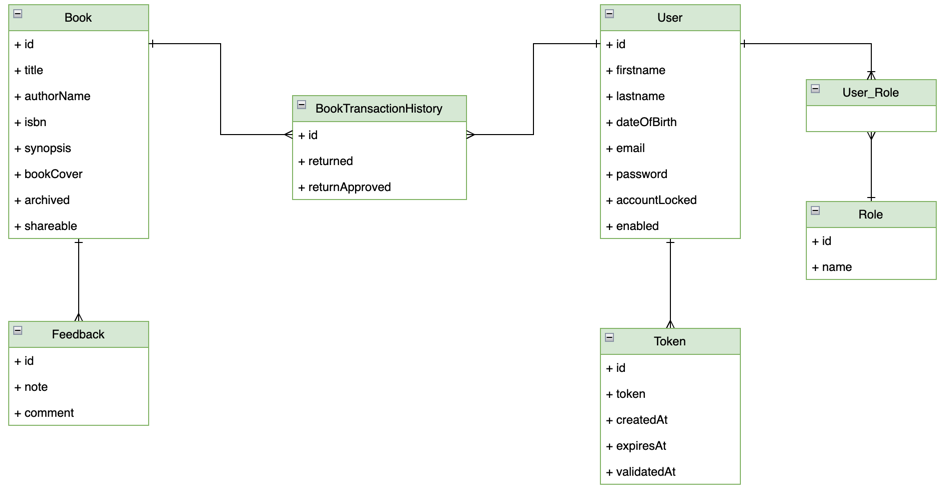 Book
+ id
+ title
+ authorName
+ isbn
+ synopsis
+ bookCover
+ archived
+ shareable
BookTransactionHistory
+ id
+ returned
+ returnApproved
User
+ id
+ firstname
+ lastname
+ dateOfBirth
+ email
+ password
+ accountLocked
+ enabled
User_Role
Role
+ id
+ name
Feedback
+ id
+ note
+ comment
Token
+ id
+ token
+ createdAt
+ expiresAt
+ validatedAt